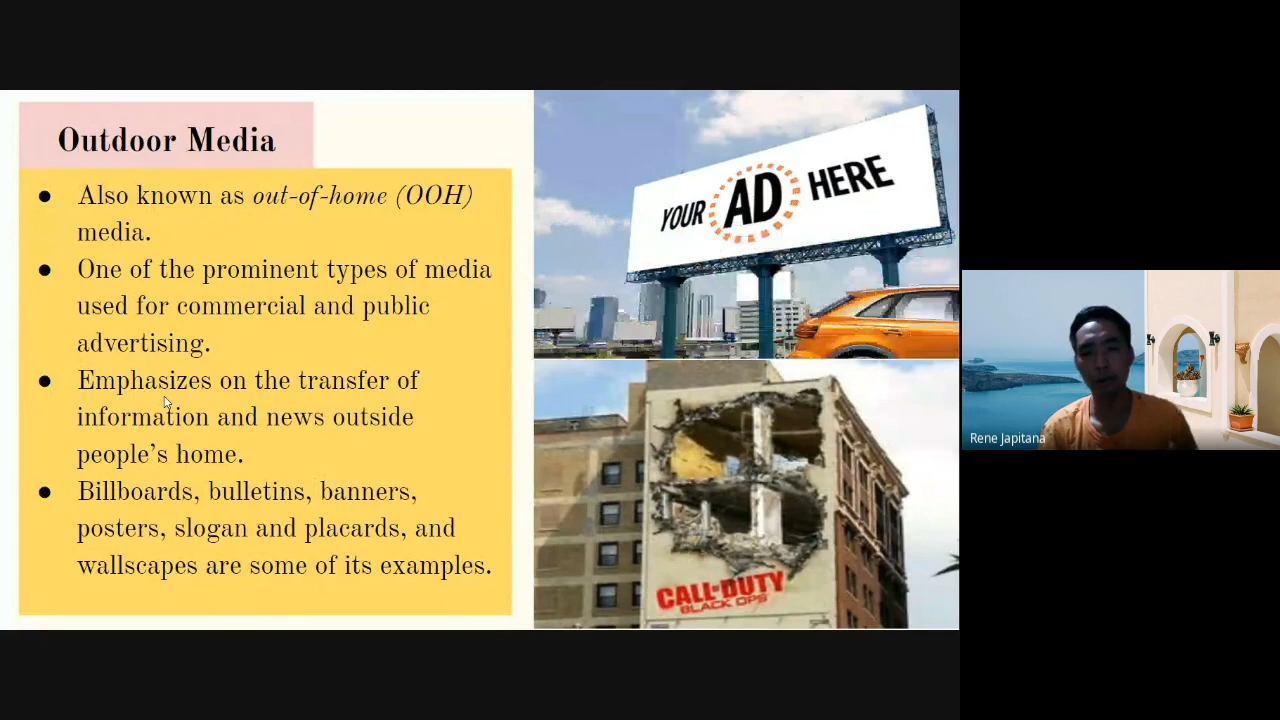 Outdoor Media
● Also known as out-of-home (OOH)
media.
● One of the prominent types of media
used for commercial and public
advertising.
● Emphasizes on the transfer of
information and news outside
people's home.
● Billboards, bulletins, banners,
posters, slogan and placards, and
wallscapes are some of its examples.
YOUR AD HERE
CALL OF DUTY
BLACK OPS
Rene Japitana